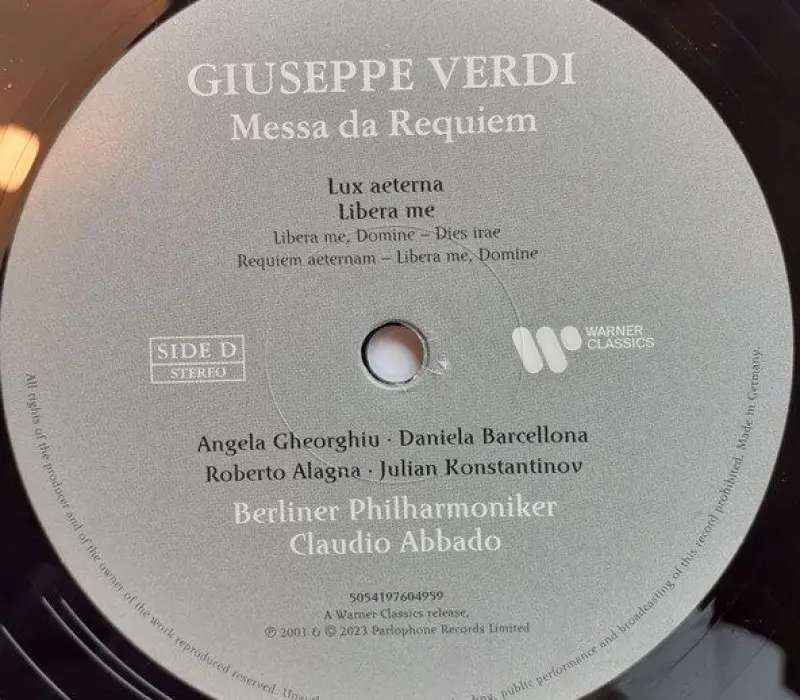 GIUSEPPE VERDI
Messa da Requiem
Lux aeterna
Libera me
Libera me, Domine – Dies irae
Requiem aeternam – Libera me, Domine
SIDE D
STEREO
WARNER
CLASSICS
Angela Gheorghiu · Daniela Barcellona
Roberto Alagna · Julian Konstantinov
Berliner Philharmoniker
Claudio Abbado
5054197604959
A Warner Classics release,
℗ 2001 & © 2023 Parlophone Records Limited
All rights of the producer and of the owner of the work reproduced reserved. public performance and broadcasting of this record prohibited. Made in Germany.